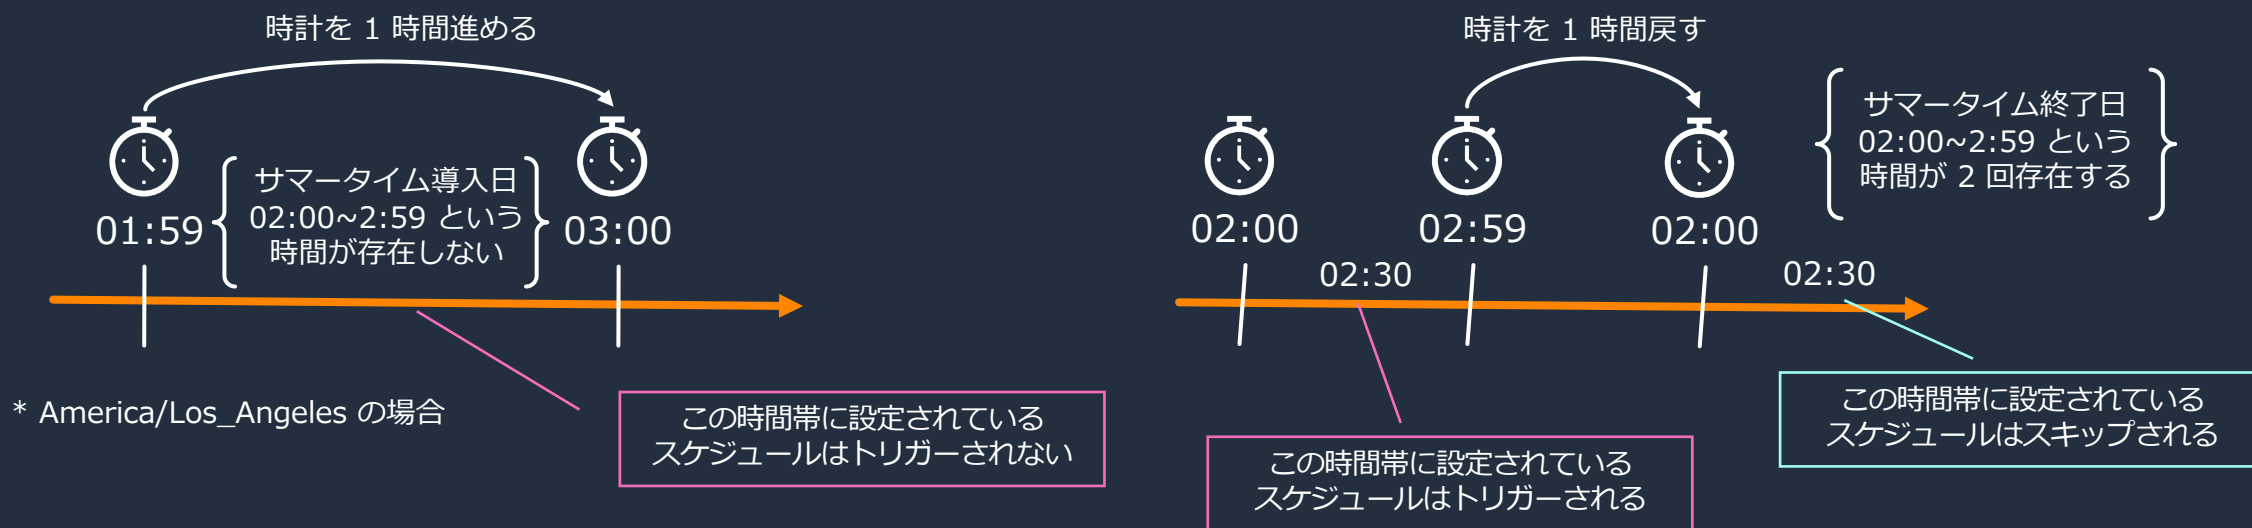 時計を 1 時間進める
01:59
サマータイム導入日
02:00~2:59 という
時間が存在しない
03:00
* America/Los_Angeles の場合
この時間帯に設定されている
スケジュールはトリガーされない
時計を 1 時間戻す
02:00
02:59
02:00
サマータイム終了日
02:00~2:59 という
時間が 2 回存在する
02:30
02:30
この時間帯に設定されている
スケジュールはトリガーされる
この時間帯に設定されている
スケジュールはスキップされる